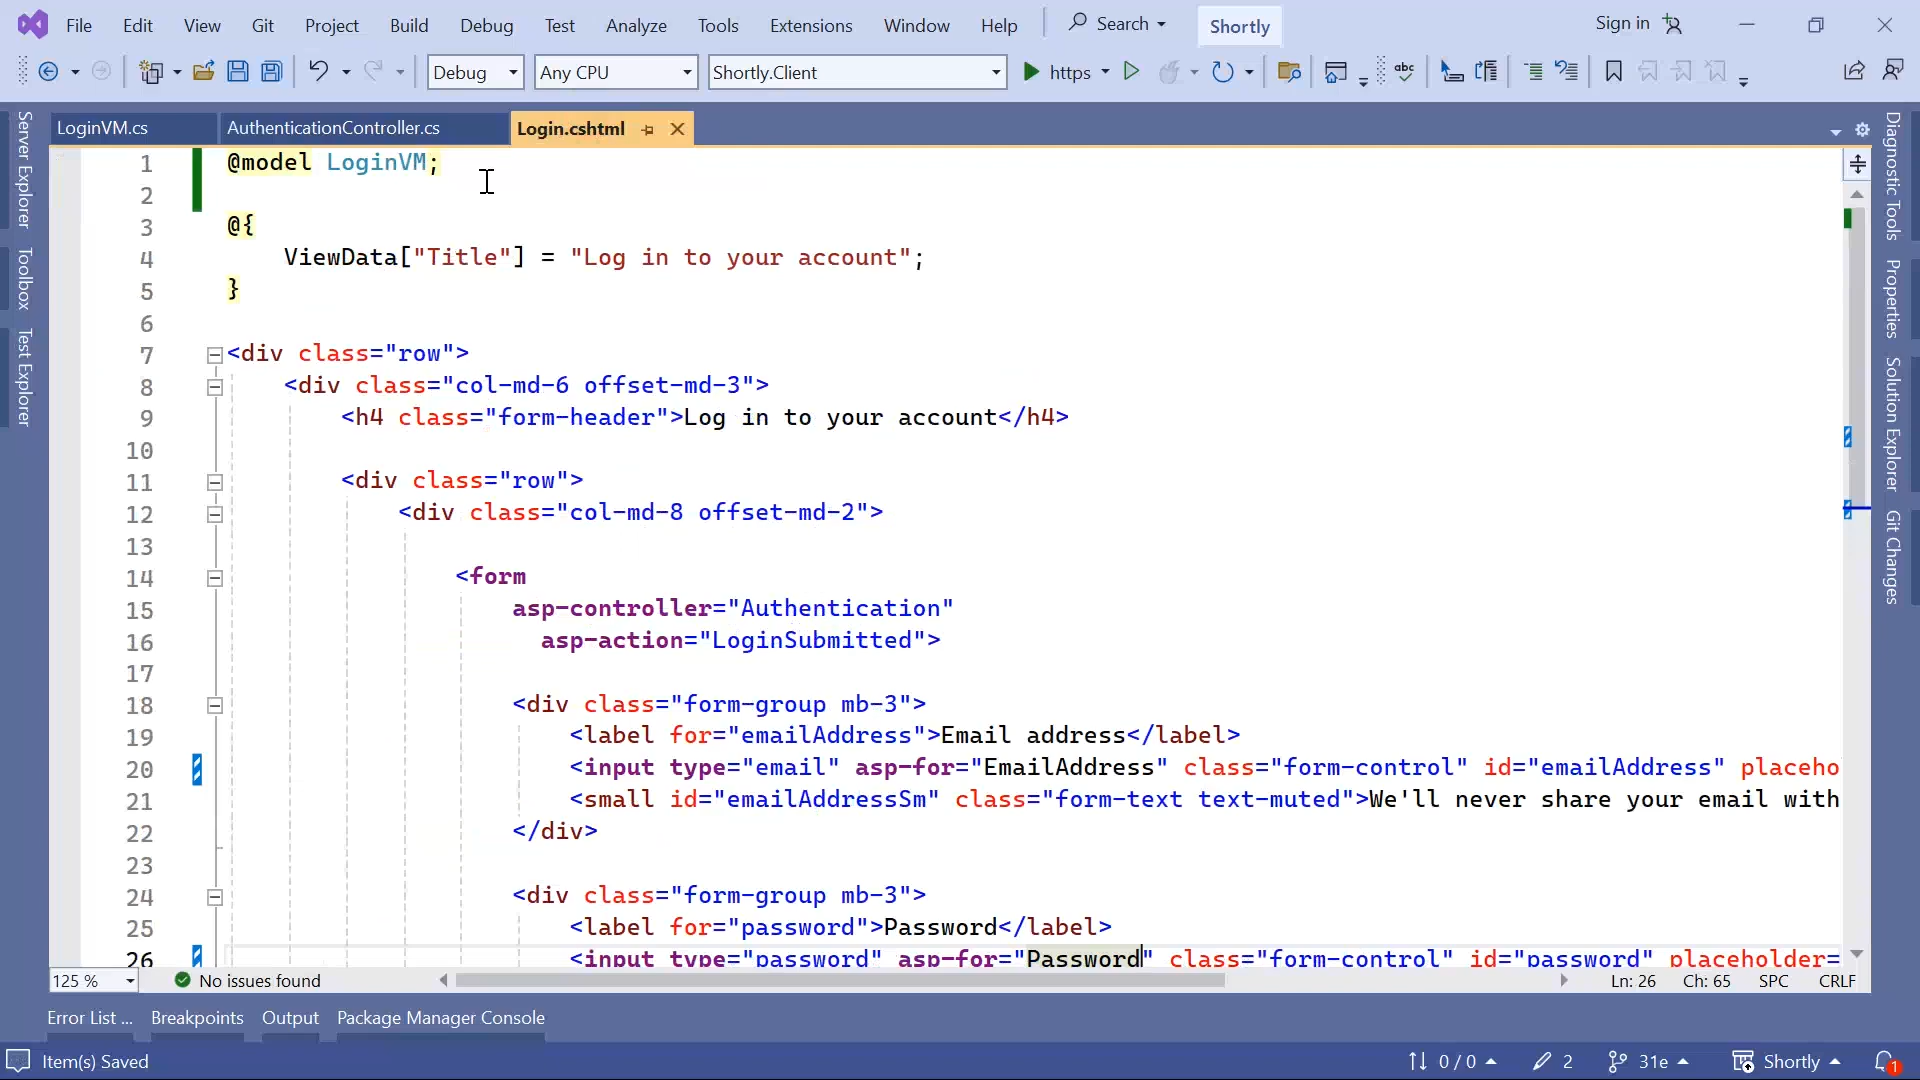 File Edit View Git Project Build Debug Test Analyze Tools Extensions Window Help Search Shortly Sign in
Debug Any CPU Shortly.Client https abc
LoginVM.cs AuthenticationController.cs Login.cshtml
Server Explorer
Toolbox
Test Explorer
1 @model LoginVM;
2
3 @{
4 ViewData["Title"] = "Log in to your account";
5 }
6
7 <div class="row">
8 <div class="col-md-6 offset-md-3">
9 <h4 class="form-header">Log in to your account</h4>
10
11 <div class="row">
12 <div class="col-md-8 offset-md-2">
13
14 <form
15 asp-controller="Authentication"
16 asp-action="LoginSubmitted">
17
18 <div class="form-group mb-3">
19 <label for="emailAddress">Email address</label>
20 <input type="email" asp-for="EmailAddress" class="form-control" id="emailAddress" placeho
21 <small id="emailAddressSm" class="form-text text-muted">We'll never share your email with
22 </div>
23
24 <div class="form-group mb-3">
25 <label for="password">Password</label>
26 <input type="password" asp-for="Password" class="form-control" id="password" placeholder=
Diagnostic Tools
Properties
Solution Explorer
Git Changes
125 % No issues found Ln: 26 Ch: 65 SPC CRLF
Error List ... Breakpoints Output Package Manager Console
Item(s) Saved 0 / 0 2 31e Shortly 1